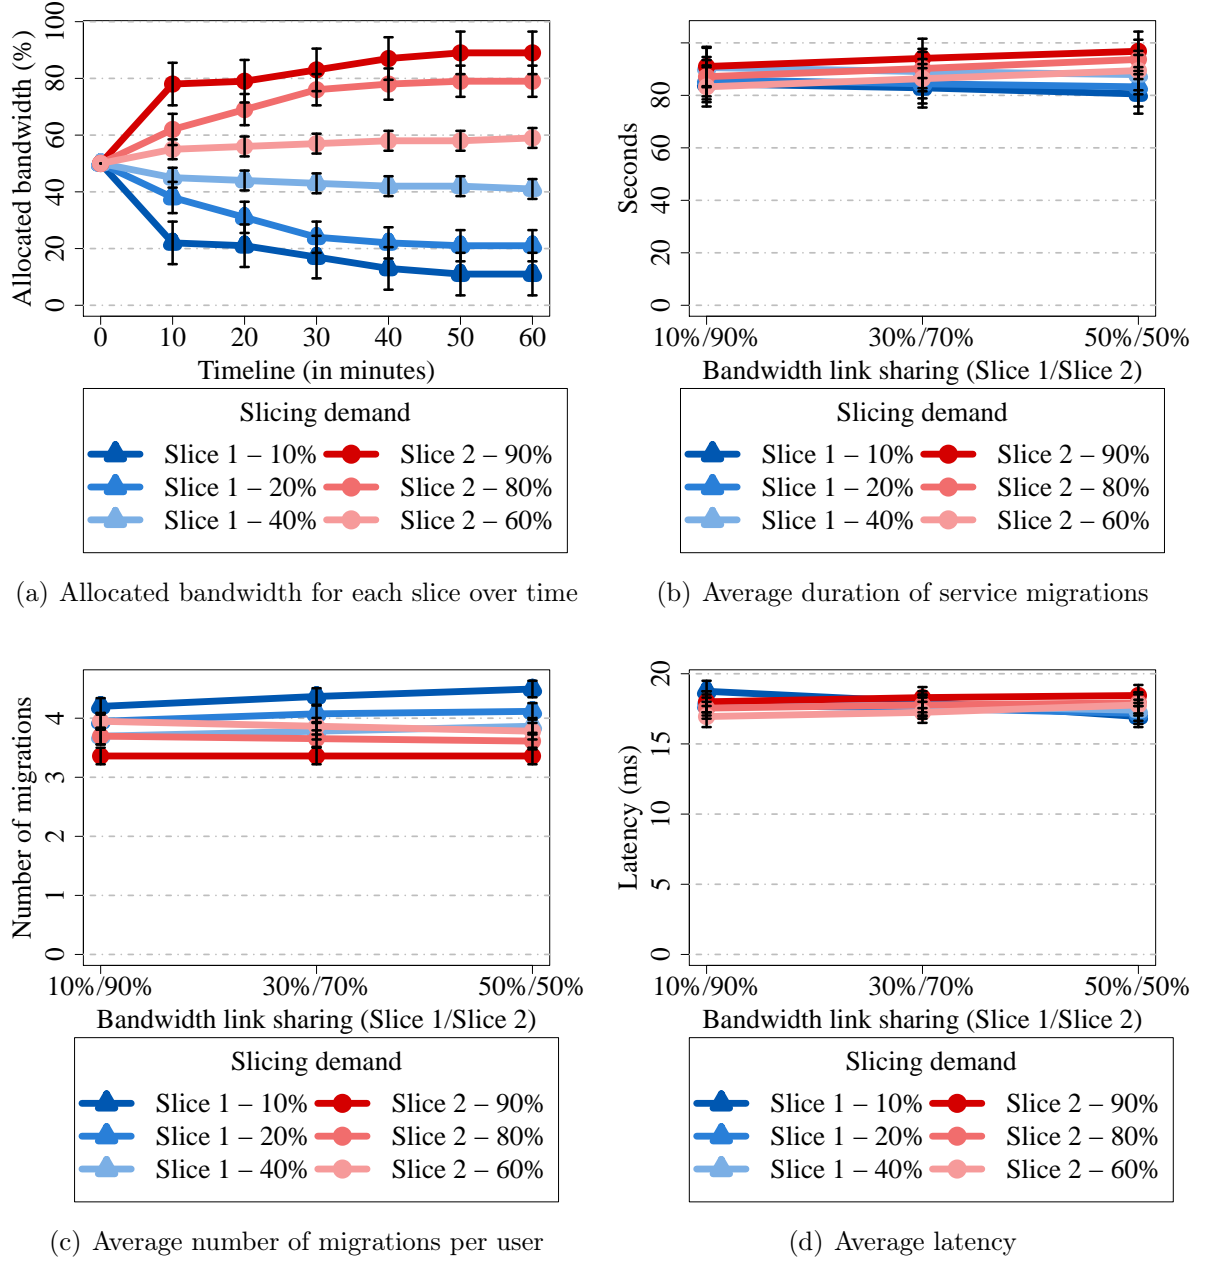 Allocated bandwidth (%)
100
80
60
40
20
0
0 10 20 30 40 50 60
Timeline (in minutes)
Slicing demand
Slice 1 – 10% Slice 2 – 90%
Slice 1 – 20% Slice 2 – 80%
Slice 1 – 40% Slice 2 – 60%
(a) Allocated bandwidth for each slice over time
Seconds
80
60
40
20
0
10%/90% 30%/70% 50%/50%
Bandwidth link sharing (Slice 1/Slice 2)
Slicing demand
Slice 1 – 10% Slice 2 – 90%
Slice 1 – 20% Slice 2 – 80%
Slice 1 – 40% Slice 2 – 60%
(b) Average duration of service migrations
Number of migrations
4
3
2
1
0
10%/90% 30%/70% 50%/50%
Bandwidth link sharing (Slice 1/Slice 2)
Slicing demand
Slice 1 – 10% Slice 2 – 90%
Slice 1 – 20% Slice 2 – 80%
Slice 1 – 40% Slice 2 – 60%
(c) Average number of migrations per user
Latency (ms)
20
15
10
5
0
10%/90% 30%/70% 50%/50%
Bandwidth link sharing (Slice 1/Slice 2)
Slicing demand
Slice 1 – 10% Slice 2 – 90%
Slice 1 – 20% Slice 2 – 80%
Slice 1 – 40% Slice 2 – 60%
(d) Average latency